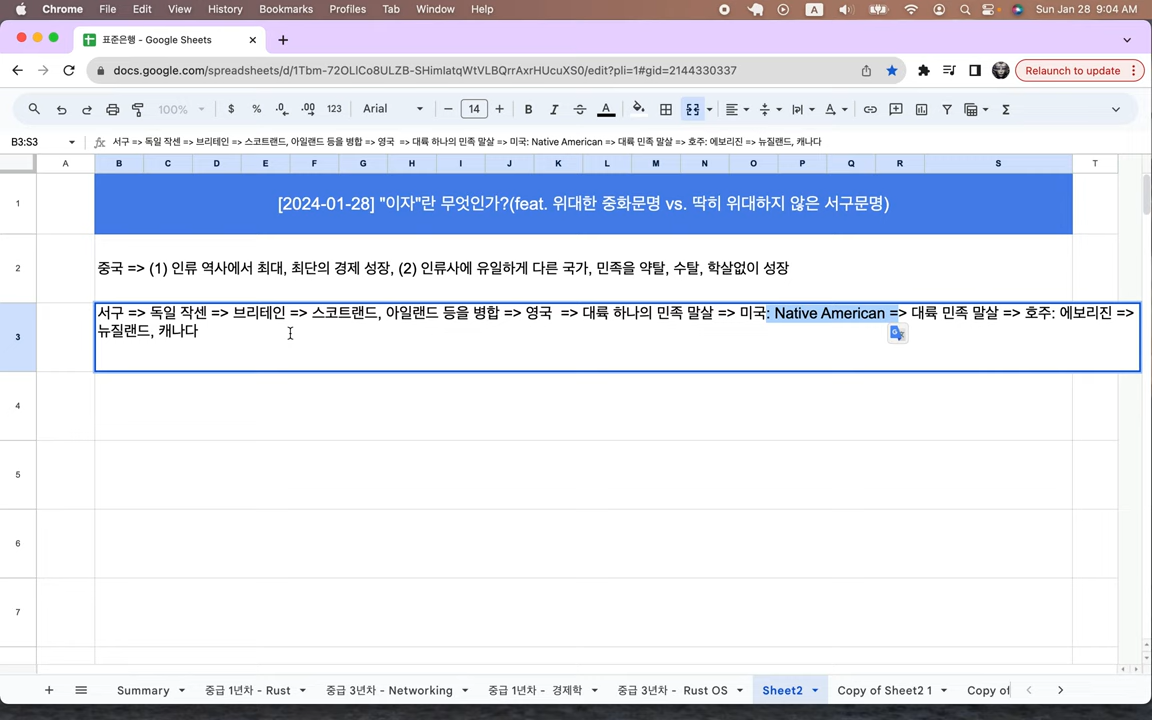 Chrome File Edit View History Bookmarks Profiles Tab Window Help A Sun Jan 28 9:04 AM
표준은행 - Google Sheets
docs.google.com/spreadsheets/d/1Tbm-72OLlCo8ULZB-SHimlatqWtVLBQrrAxrHUcuXS0/edit?pli=1#gid=2144330337 Relaunch to update
100% $ % .0 .00 123 Arial 14 B I S A
B3:S3 fx 서구 => 독일 작센 => 브리테인 => 스코트랜드, 아일랜드 등을 병합 => 영국 => 대륙 하나의 민족 말살 => 미국: Native American => 대륙 민족 말살 => 호주: 에보리진 => 뉴질랜드, 캐나다
A B C D E F G H I J K L M N O P Q R S T
1 [2024-01-28] "이자"란 무엇인가?(feat. 위대한 중화문명 vs. 딱히 위대하지 않은 서구문명)
2 중국 => (1) 인류 역사에서 최대, 최단의 경제 성장, (2) 인류사에 유일하게 다른 국가, 민족을 약탈, 수탈, 학살없이 성장
서구 => 독일 작센 => 브리테인 => 스코트랜드, 아일랜드 등을 병합 => 영국 => 대륙 하나의 민족 말살 => 미국: Native American => 대륙 민족 말살 => 호주: 에보리진 =>
3 뉴질랜드, 캐나다
4
5
6
7
Summary 중급 1년차 - Rust 중급 3년차 - Networking 중급 1년차 - 경제학 중급 3년차 - Rust OS Sheet2 Copy of Sheet2 1 Copy of